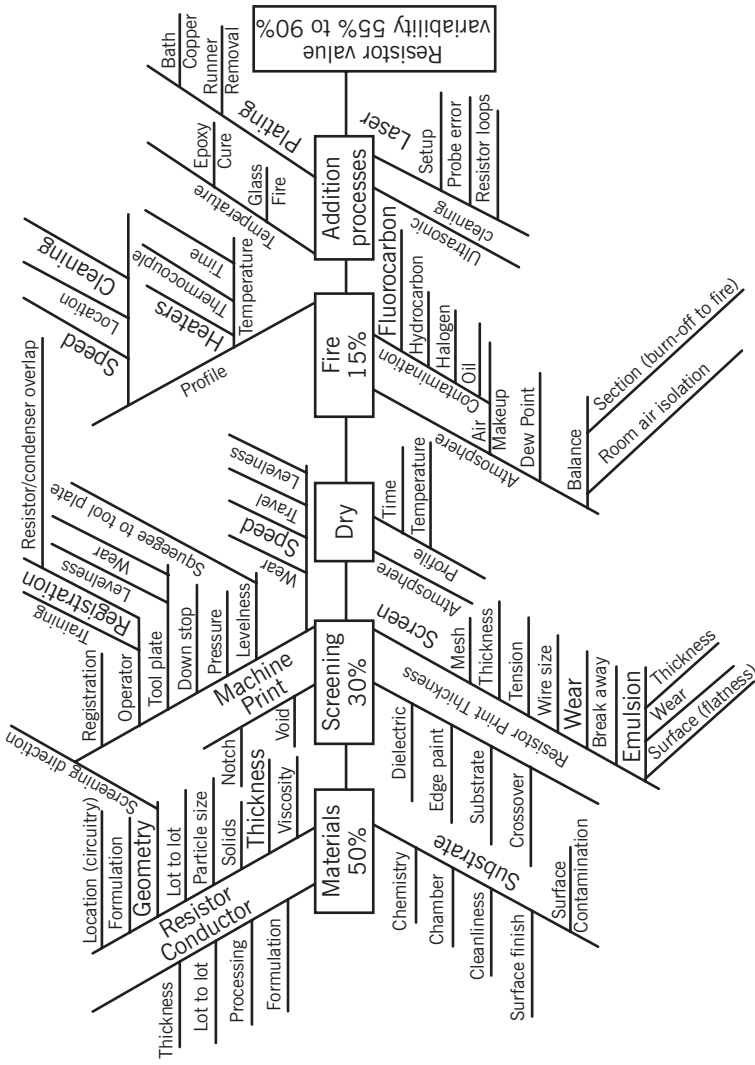 Resistor value
variability 55% to 90%
Bath
Copper
Runner
Removal
Plating
Epoxy
Cure
Glass
Fire
Temperature
Laser
Setup
Probe error
Resistor loops
cleaning
Ultrasonic
Addition
processes
Cleaning
Location
Speed
Time
Thermocouple
Heaters
Temperature
Profile
Fire
15%
Fluorocarbon
Hydrocarbon
Halogen
Oil
Contamination
Air
Makeup
Dew Point
Balance
Section (burn-off to fire)
Room air isolation
Atmosphere
Dry
Time
Temperature
Profile
Atmosphere
Resistor/condenser overlap
Registration
Training
Wear
Levelness
Squeegee to tool plate
Levelness
Travel
Speed
Wear
Registration
Operator
Tool plate
Down stop
Pressure
Levelness
Machine
Print
Void
Notch
Screening
30%
Screen
Mesh
Thickness
Tension
Wire size
Wear
Break away
Emulsion
Thickness
Wear
Surface (flatness)
Resistor Print Thickness
Dielectric
Edge paint
Substrate
Crossover
Screening direction
Location (circuitry)
Formulation
Geometry
Lot to lot
Particle size
Solids
Thickness
Viscosity
Resistor
Conductor
Thickness
Lot to lot
Processing
Formulation
Materials
50%
Substrate
Chemistry
Chamber
Cleanliness
Surface finish
Surface
Contamination